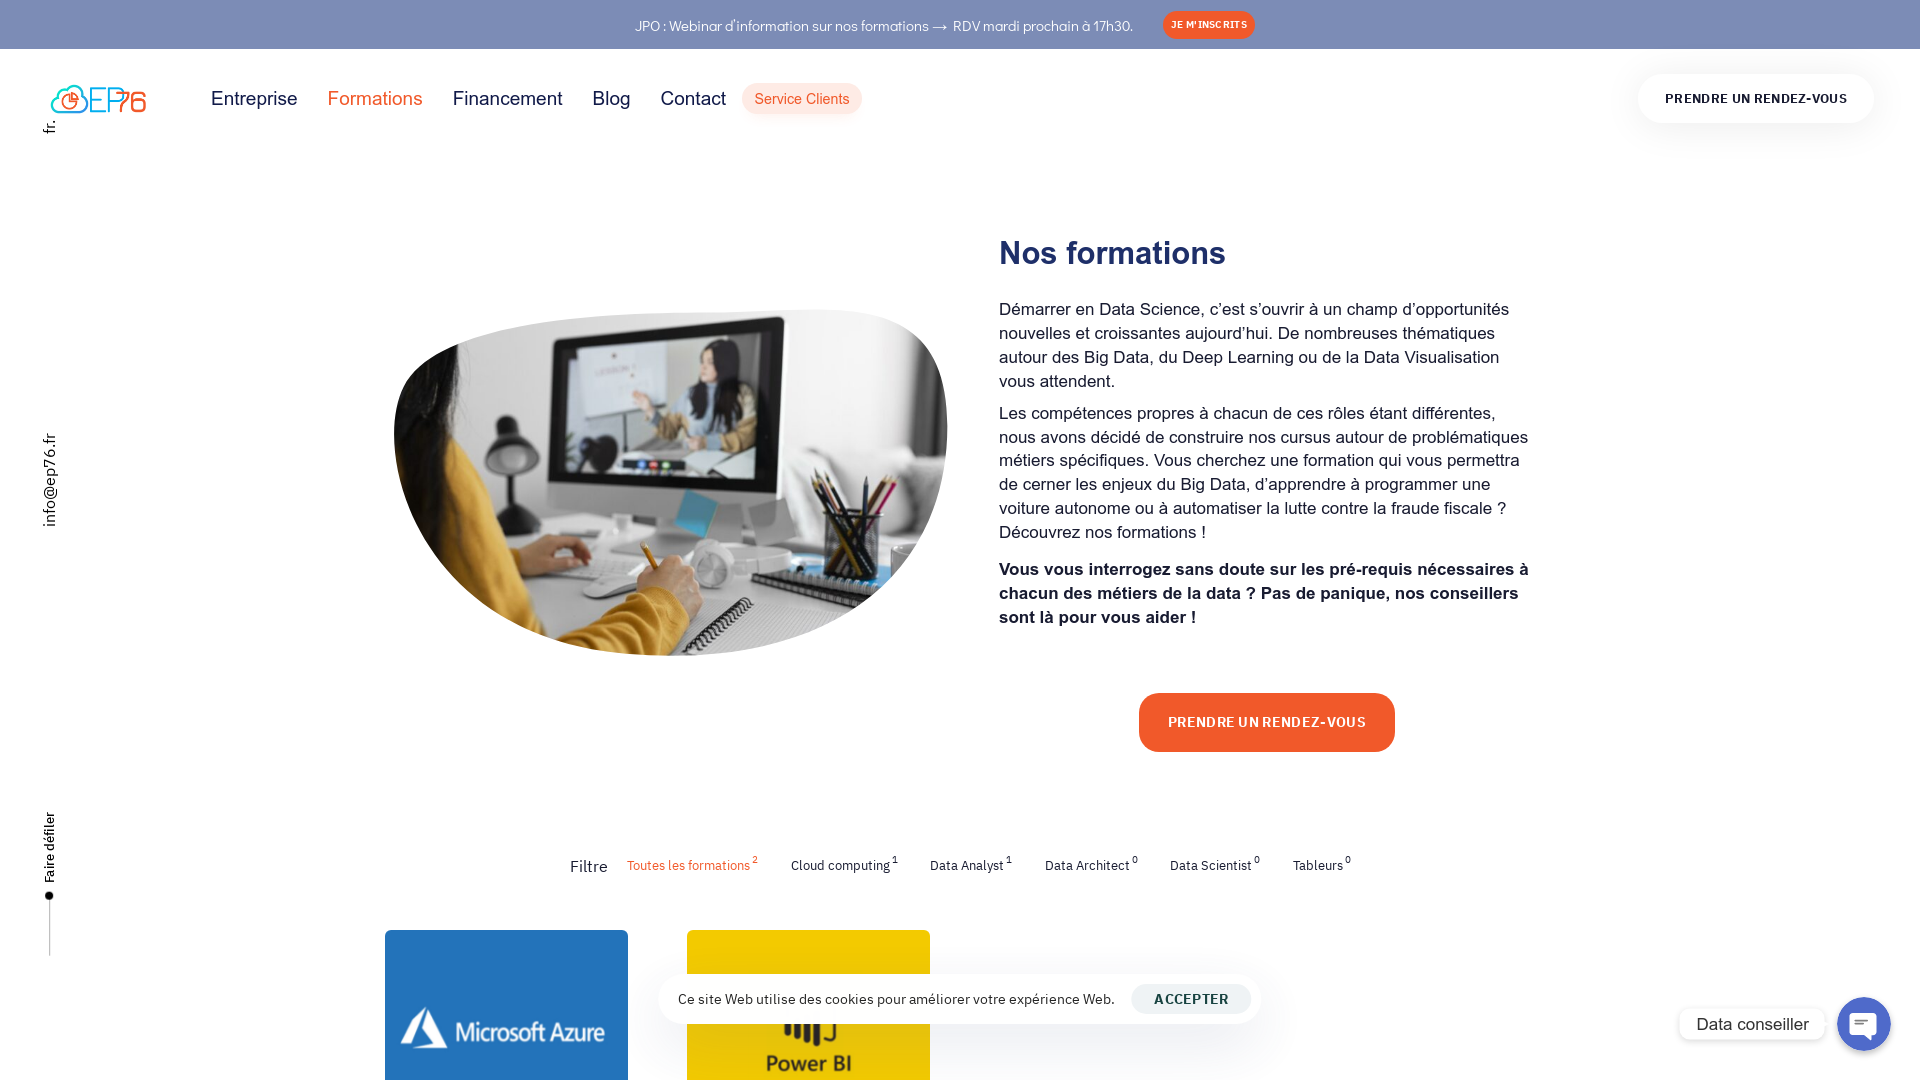 JPO : Webinar d'information sur nos formations → RDV mardi prochain à 17h30.
JE M'INSCRITS
EP76
Entreprise
Formations
Financement
Blog
Contact
Service Clients
PRENDRE UN RENDEZ-VOUS
fr.
Nos formations
Démarrer en Data Science, c’est s’ouvrir à un champ d’opportunités
nouvelles et croissantes aujourd’hui. De nombreuses thématiques
autour des Big Data, du Deep Learning ou de la Data Visualisation
vous attendent.
Les compétences propres à chacun de ces rôles étant différentes,
nous avons décidé de construire nos cursus autour de problématiques
métiers spécifiques. Vous cherchez une formation qui vous permettra
de cerner les enjeux du Big Data, d’apprendre à programmer une
voiture autonome ou à automatiser la lutte contre la fraude fiscale ?
Découvrez nos formations !
Vous vous interrogez sans doute sur les pré-requis nécessaires à
chacun des métiers de la data ? Pas de panique, nos conseillers
sont là pour vous aider !
info@ep76.fr
PRENDRE UN RENDEZ-VOUS
Faire défiler
Filtre
Toutes les formations 2
Cloud computing 1
Data Analyst 1
Data Architect 0
Data Scientist 0
Tableurs 0
Microsoft Azure
Power BI
Ce site Web utilise des cookies pour améliorer votre expérience Web.
ACCEPTER
Data conseiller